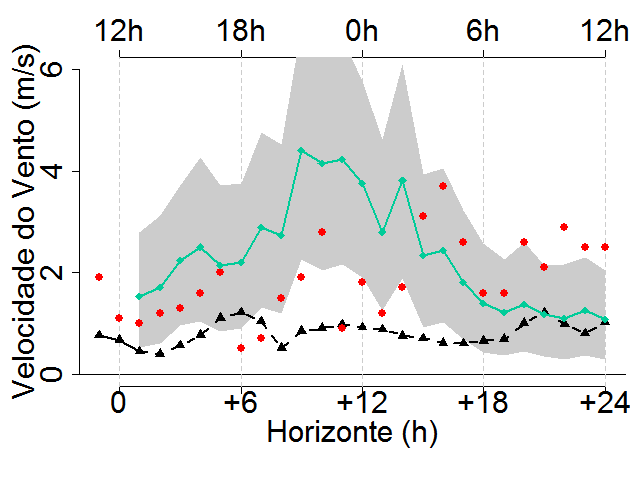 12h 18h 0h 6h 12h
Velocidade do Vento (m/s)
6
4
2
0
0 +6 +12 +18 +24
Horizonte (h)